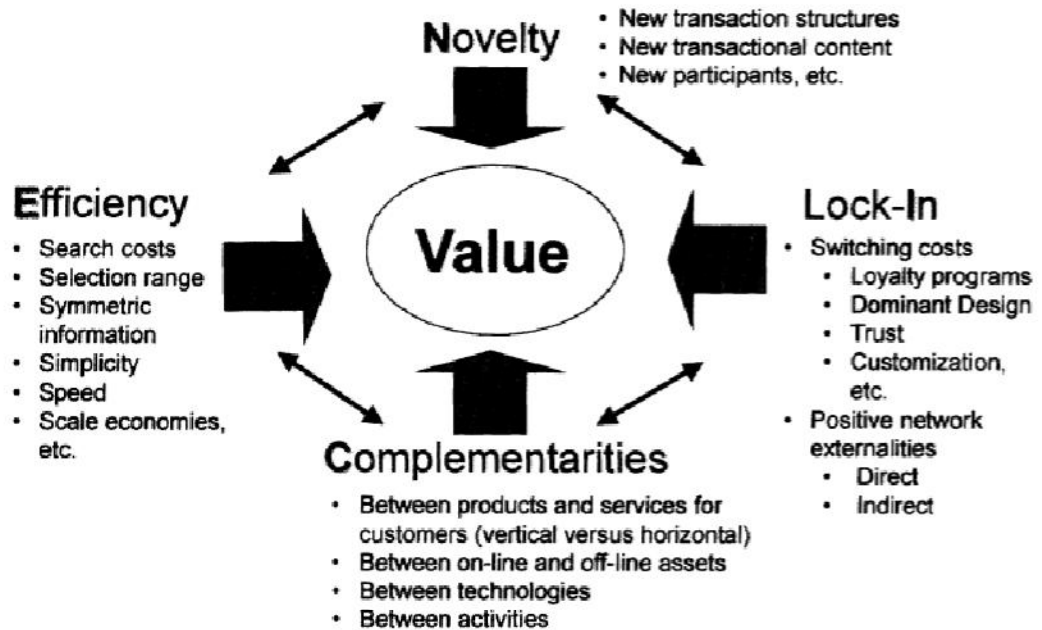 Novelty
• New transaction structures
• New transactional content
• New participants, etc.
Efficiency
• Search costs
• Selection range
• Symmetric
information
• Simplicity
• Speed
• Scale economies,
etc.
Value
Lock-In
• Switching costs
• Loyalty programs
• Dominant Design
• Trust
• Customization,
etc.
• Positive network
externalities
• Direct
• Indirect
Complementarities
• Between products and services for
customers (vertical versus horizontal)
• Between on-line and off-line assets
• Between technologies
• Between activities